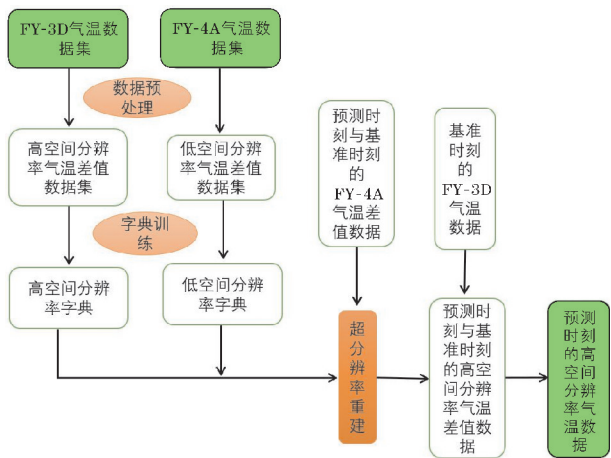 FY-3D气温数
据集
FY-4A气温数
据集
数据预
处理
高空间分辨
率气温差值
数据集
低空间分辨
率气温差值
数据集
预测时
刻与基
准时刻
的
FY-4A
气温差
值数据
基准
时刻
的
FY-3D
气温
数据
字典训
练
高空间分辨
率字典
低空间分辨
率字典
超
分
辨
率
重
建
预测时
刻与基
准时刻
的高空
间分辨
率气温
差值数
据
预测
时刻
的高
空间
分辨
率气
温数
据